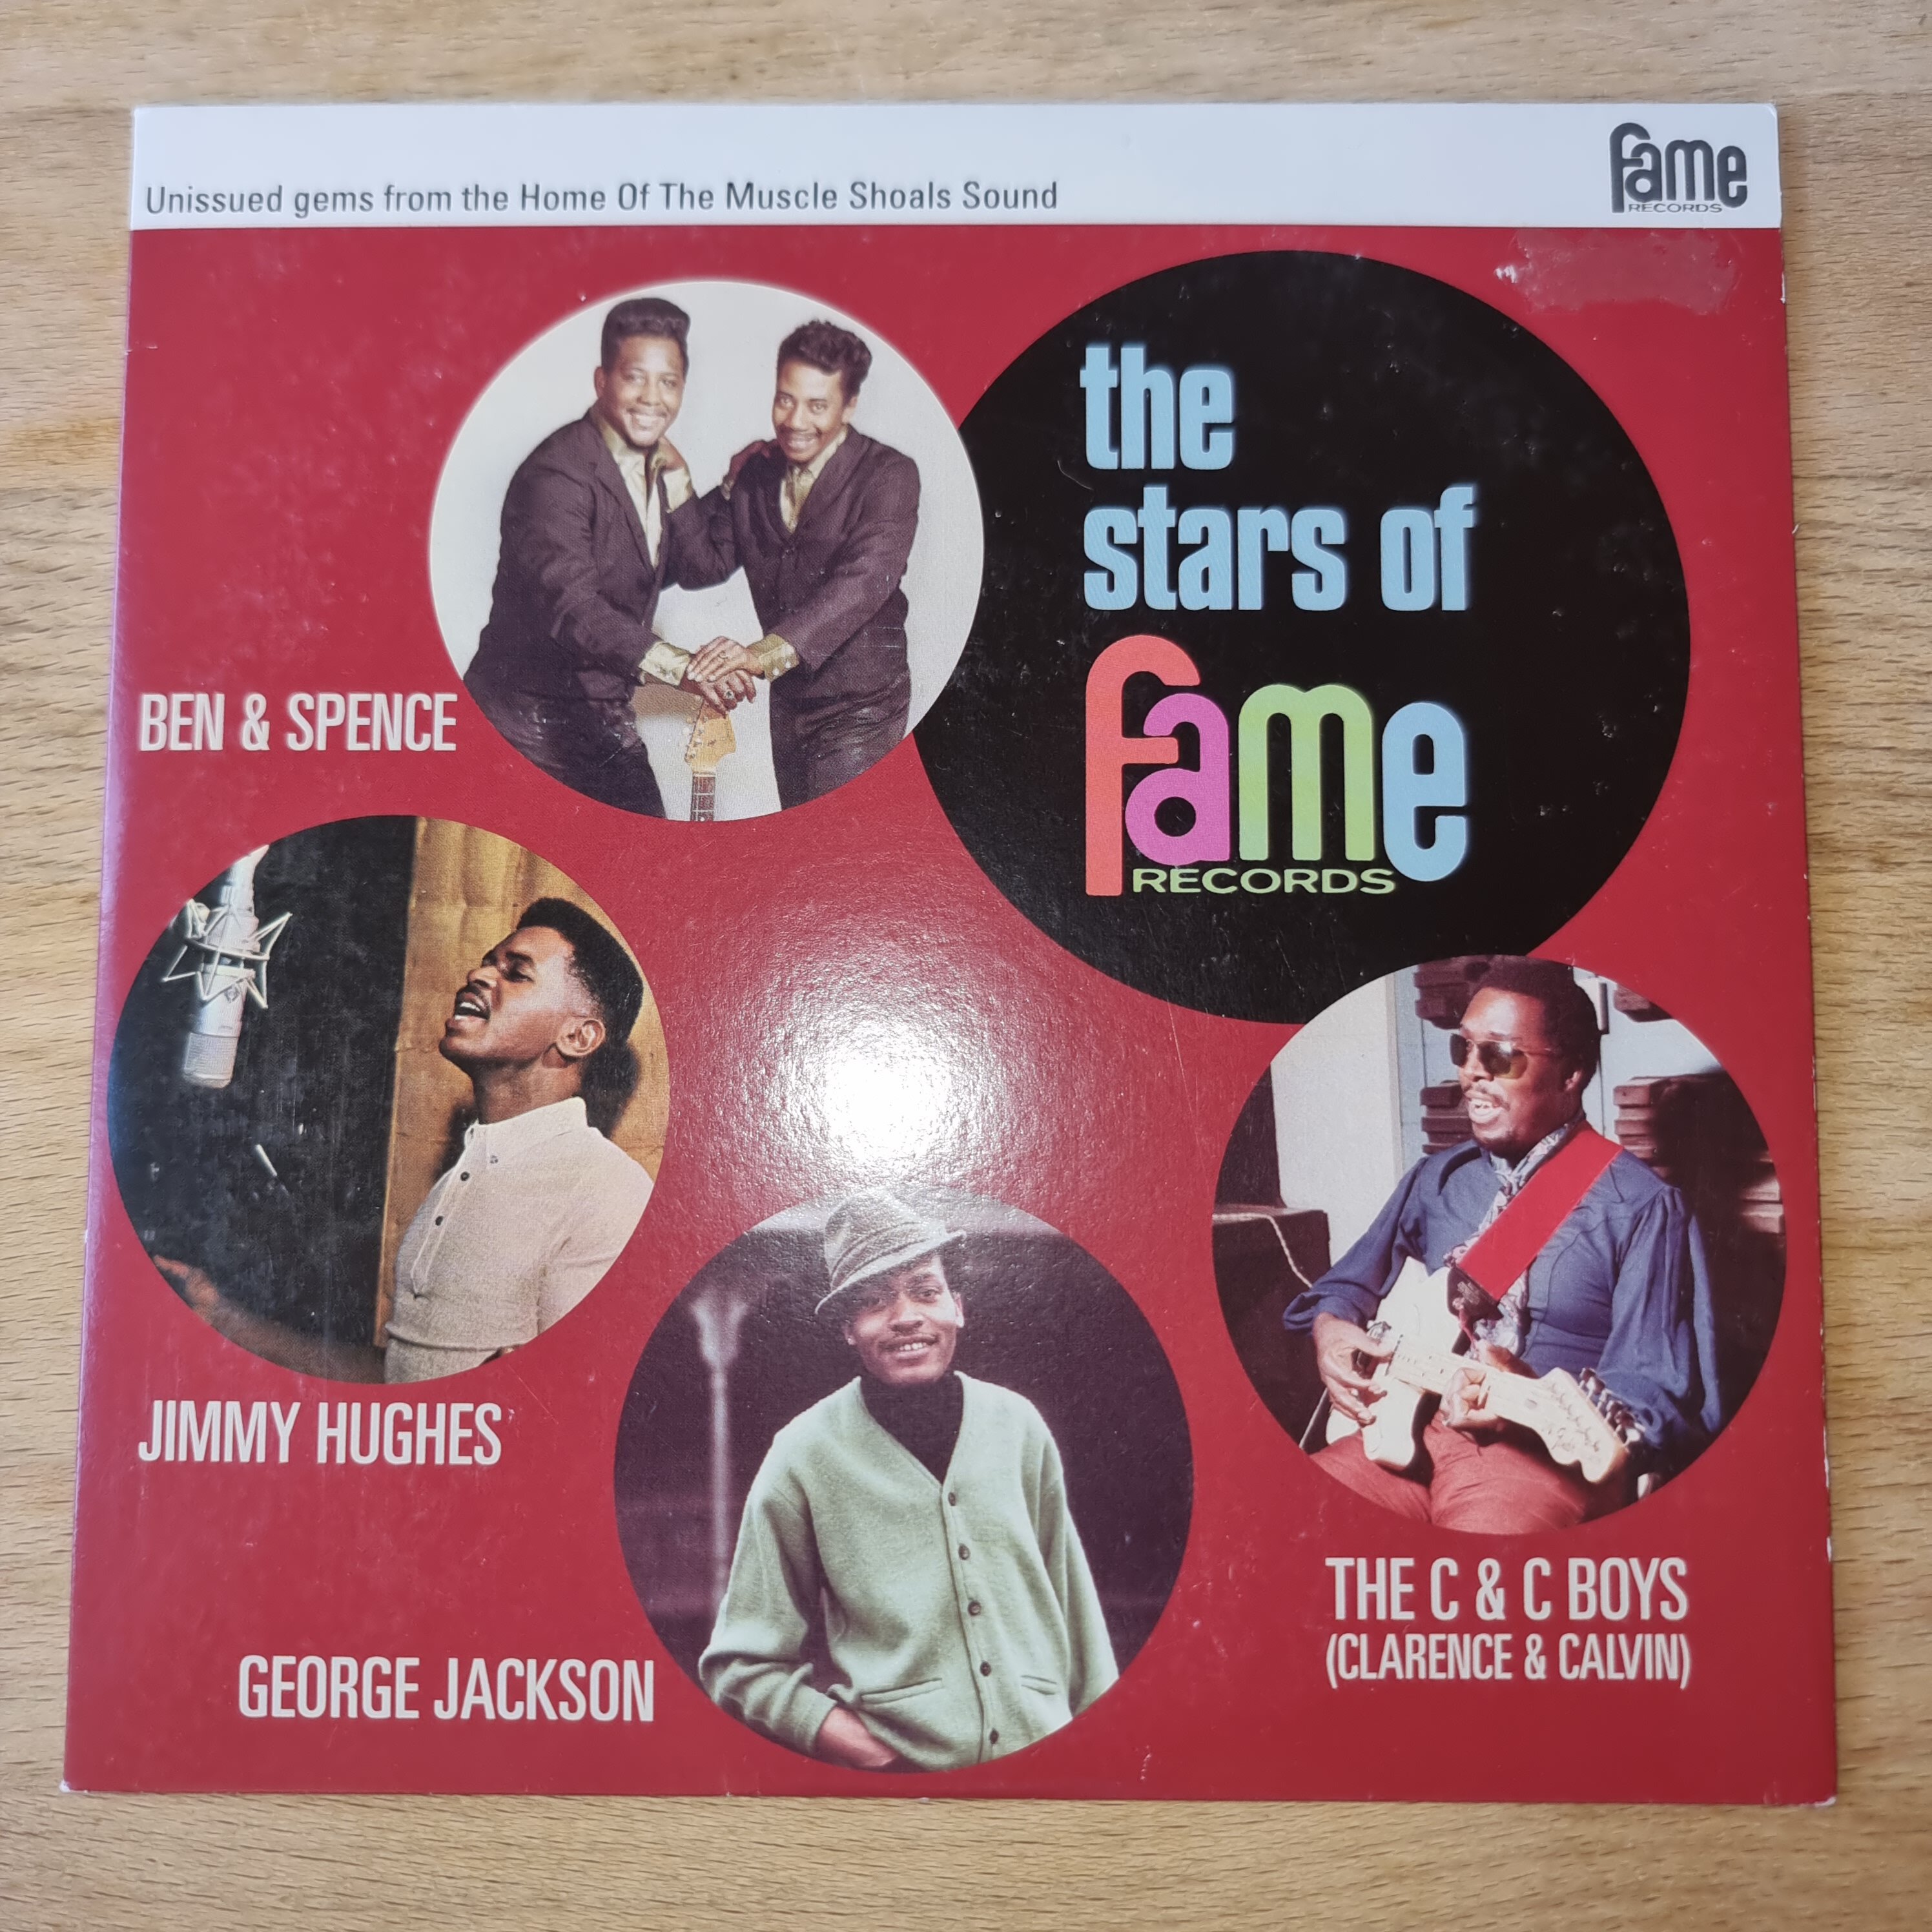 Unissued gems from the Home Of The Muscle Shoals Sound
fame
RECORDS
the
stars of
fame
RECORDS
BEN & SPENCE
JIMMY HUGHES
GEORGE JACKSON
THE C & C BOYS
(CLARENCE & CALVIN)